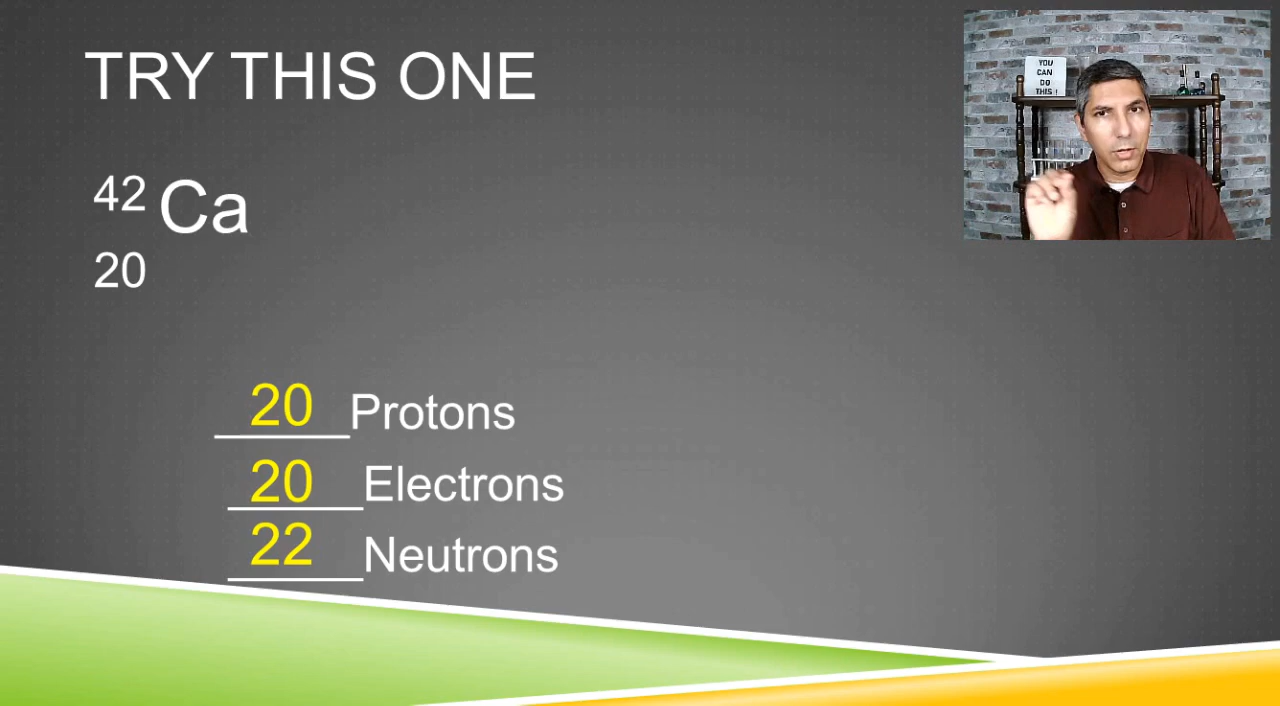 TRY THIS ONE
42 Ca
20
20 Protons
20 Electrons
22 Neutrons
YOU
CAN
DO
THIS !